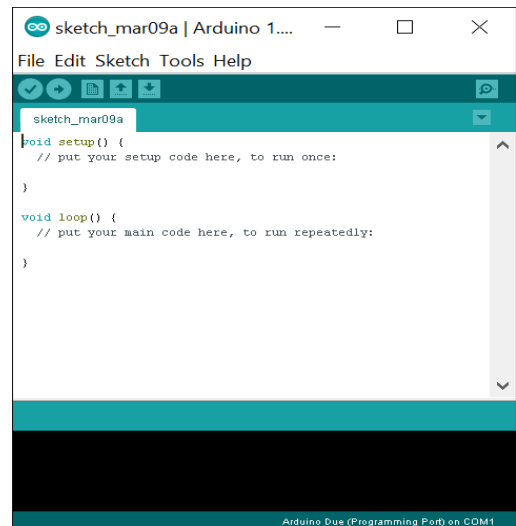 sketch_mar09a | Arduino 1....
File Edit Sketch Tools Help
sketch_mar09a
void setup() {
  // put your setup code here, to run once:
}
void loop() {
  // put your main code here, to run repeatedly:
}
Arduino Due (Programming Port) on COM1